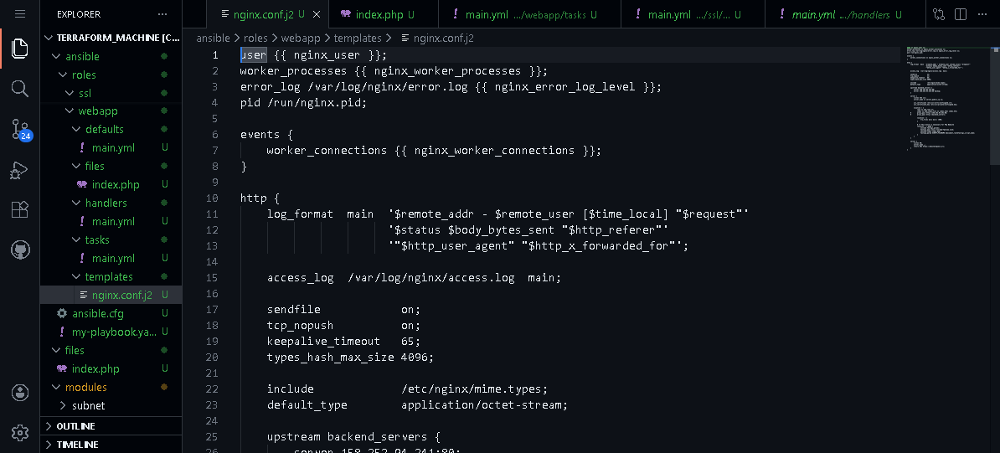 EXPLORER
TERRAFORM_MACHINE [C...
ansible
roles
ssl
webapp
defaults
! main.yml U
files
index.php U
handlers
! main.yml U
tasks
! main.yml U
templates
nginx.conf.j2 U
ansible.cfg U
! my-playbook.ya... U
files
index.php U
modules
subnet
OUTLINE
TIMELINE
24
nginx.conf.j2 U
index.php U
! main.yml .../webapp/tasks U
! main.yml .../ssl/... U
! main.yml .../handlers U
ansible > roles > webapp > templates > nginx.conf.j2
1 user {{ nginx_user }};
2 worker_processes {{ nginx_worker_processes }};
3 error_log /var/log/nginx/error.log {{ nginx_error_log_level }};
4 pid /run/nginx.pid;
5
6 events {
7 worker_connections {{ nginx_worker_connections }};
8 }
9
10 http {
11 log_format main '$remote_addr - $remote_user [$time_local] "$request"'
12 '$status $body_bytes_sent "$http_referer"'
13 '"$http_user_agent" "$http_x_forwarded_for"';
14
15 access_log /var/log/nginx/access.log main;
16
17 sendfile on;
18 tcp_nopush on;
19 keepalive_timeout 65;
20 types_hash_max_size 4096;
21
22 include /etc/nginx/mime.types;
23 default_type application/octet-stream;
24
25 upstream backend_servers {
26